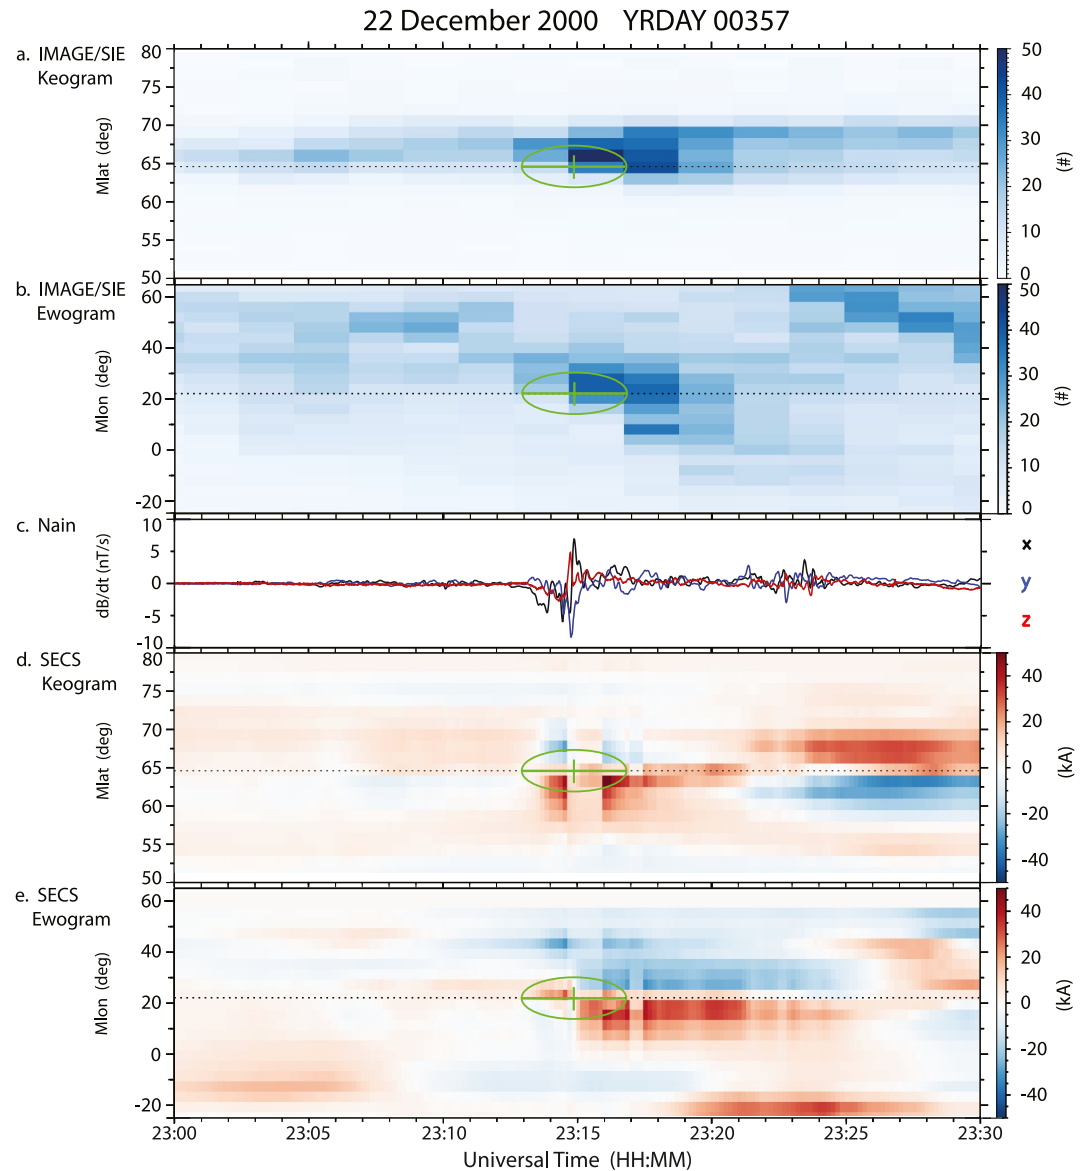 22 December 2000 YRDAY 00357
a. IMAGE/SIE
Keogram
80
75
70
65
60
55
50
Mlat (deg)
50
40
30
20
10
0
(#)
b. IMAGE/SIE
Ewogram
60
40
20
0
-20
Mlon (deg)
50
40
30
20
10
0
(#)
c. Nain
10
5
0
-5
-10
dB/dt (nT/s)
x
y
z
d. SECS
Keogram
80
75
70
65
60
55
50
Mlat (deg)
40
20
0
-20
-40
(kA)
e. SECS
Ewogram
60
40
20
0
-20
Mlon (deg)
40
20
0
-20
-40
(kA)
23:00 23:05 23:10 23:15 23:20 23:25 23:30
Universal Time (HH:MM)